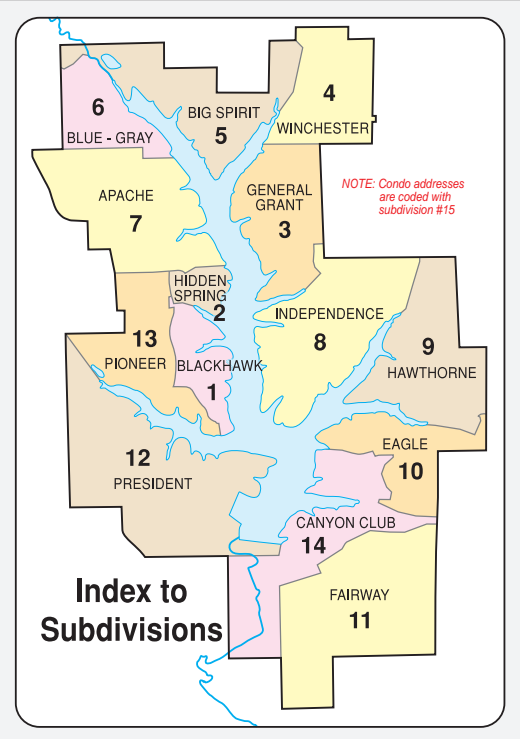 4
WINCHESTER
6
BLUE - GRAY
BIG SPIRIT
5
NOTE: Condo addresses
are coded with
subdivision #15
APACHE
7
GENERAL
GRANT
3
HIDDEN
SPRING
2
INDEPENDENCE
8
13
PIONEER
BLACKHAWK
1
9
HAWTHORNE
EAGLE
10
12
PRESIDENT
CANYON CLUB
14
Index to
Subdivisions
FAIRWAY
11